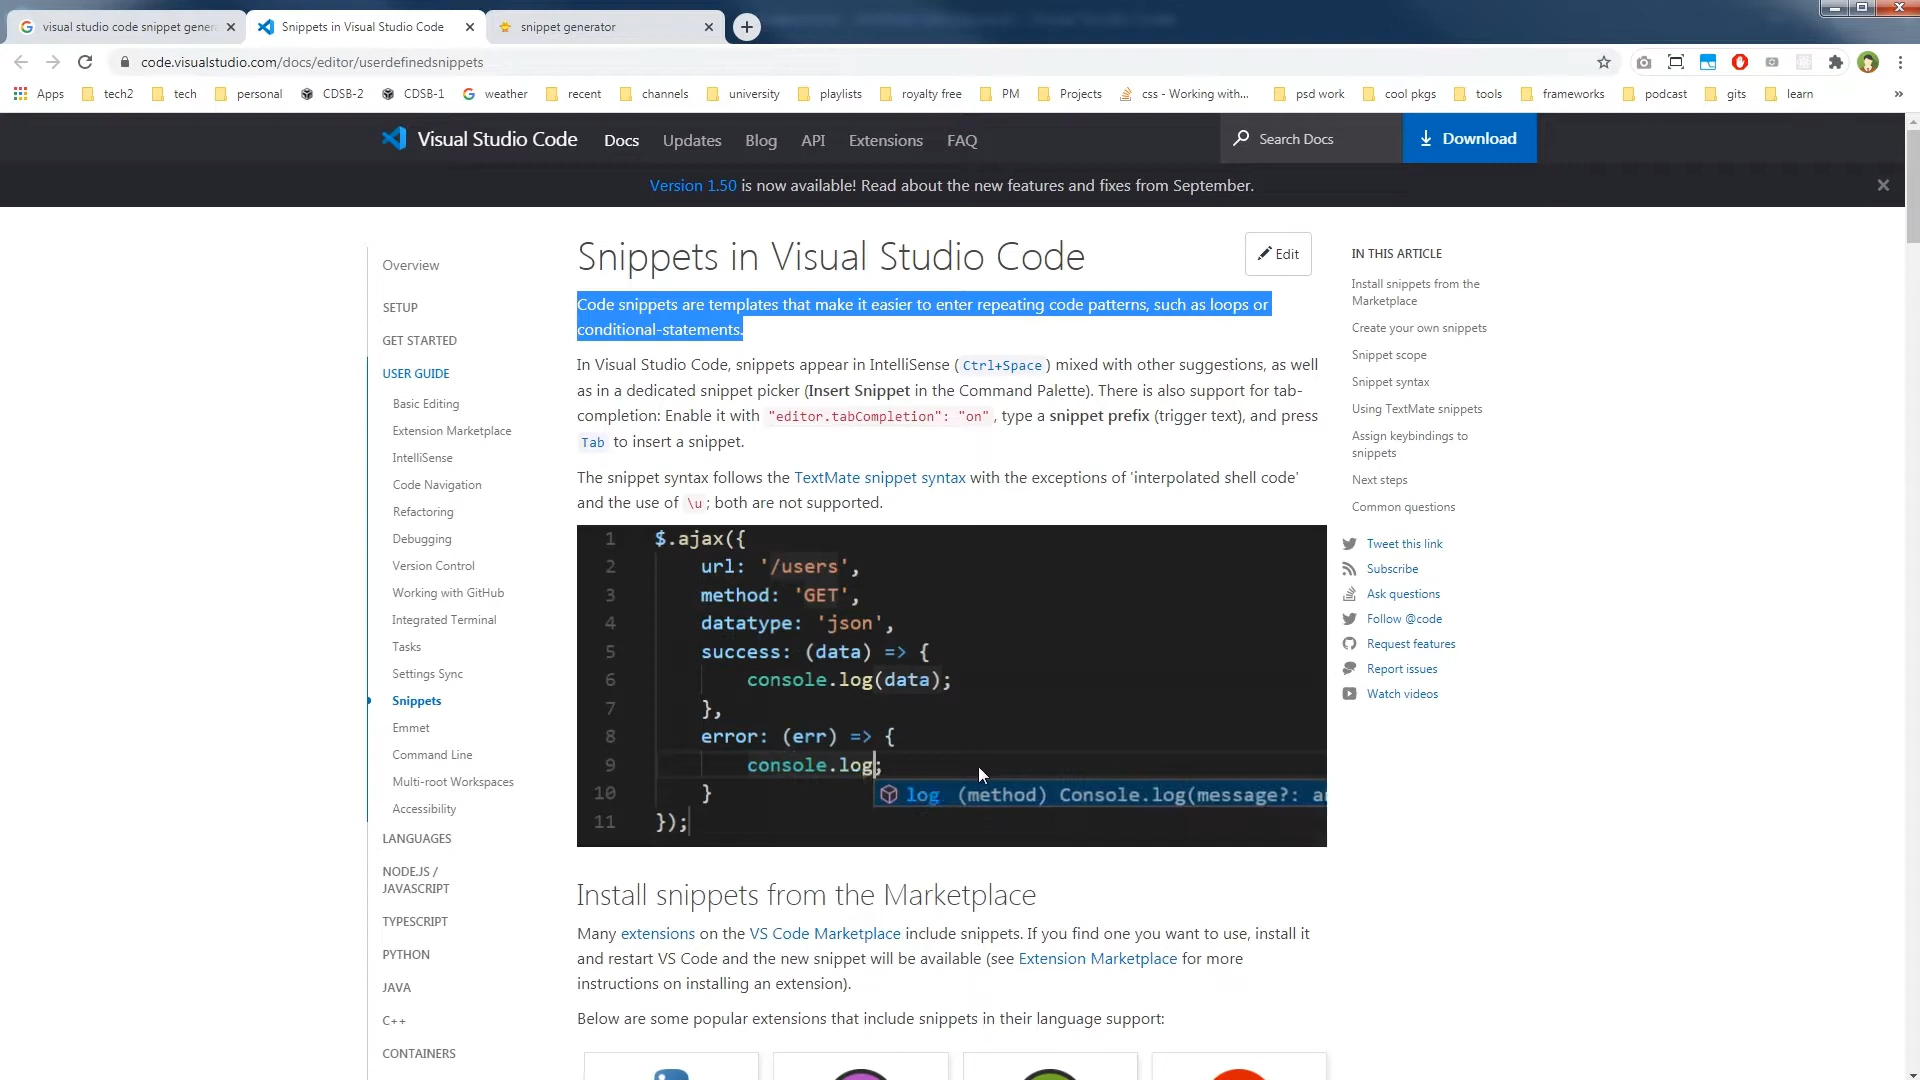 visual studio code snippet gener
Snippets in Visual Studio Code
snippet generator
code.visualstudio.com/docs/editor/userdefinedsnippets
Apps
tech2
tech
personal
CDSB-2
CDSB-1
weather
recent
channels
university
playlists
royalty free
PM
Projects
css - Working with...
psd work
cool pkgs
tools
frameworks
podcast
gits
learn
»
Visual Studio Code
Docs
Updates
Blog
API
Extensions
FAQ
Search Docs
Download
Version 1.50 is now available! Read about the new features and fixes from September.
Overview
SETUP
GET STARTED
USER GUIDE
Basic Editing
Extension Marketplace
IntelliSense
Code Navigation
Refactoring
Debugging
Version Control
Working with GitHub
Integrated Terminal
Tasks
Settings Sync
Snippets
Emmet
Command Line
Multi-root Workspaces
Accessibility
LANGUAGES
NODE.JS /
JAVASCRIPT
TYPESCRIPT
PYTHON
JAVA
C++
CONTAINERS
Snippets in Visual Studio Code
Edit
Code snippets are templates that make it easier to enter repeating code patterns, such as loops or
conditional-statements.
In Visual Studio Code, snippets appear in IntelliSense (Ctrl+Space) mixed with other suggestions, as well
as in a dedicated snippet picker (Insert Snippet in the Command Palette). There is also support for tab-
completion: Enable it with "editor.tabCompletion": "on", type a snippet prefix (trigger text), and press
Tab to insert a snippet.
The snippet syntax follows the TextMate snippet syntax with the exceptions of 'interpolated shell code'
and the use of \u; both are not supported.
1 $.ajax({
2 url: '/users',
3 method: 'GET',
4 datatype: 'json',
5 success: (data) => {
6 console.log(data);
7 },
8 error: (err) => {
9 console.log;
10 }
log (method) Console.log(message?: an
11 });
Install snippets from the Marketplace
Many extensions on the VS Code Marketplace include snippets. If you find one you want to use, install it
and restart VS Code and the new snippet will be available (see Extension Marketplace for more
instructions on installing an extension).
Below are some popular extensions that include snippets in their language support:
IN THIS ARTICLE
Install snippets from the
Marketplace
Create your own snippets
Snippet scope
Snippet syntax
Using TextMate snippets
Assign keybindings to
snippets
Next steps
Common questions
Tweet this link
Subscribe
Ask questions
Follow @code
Request features
Report issues
Watch videos